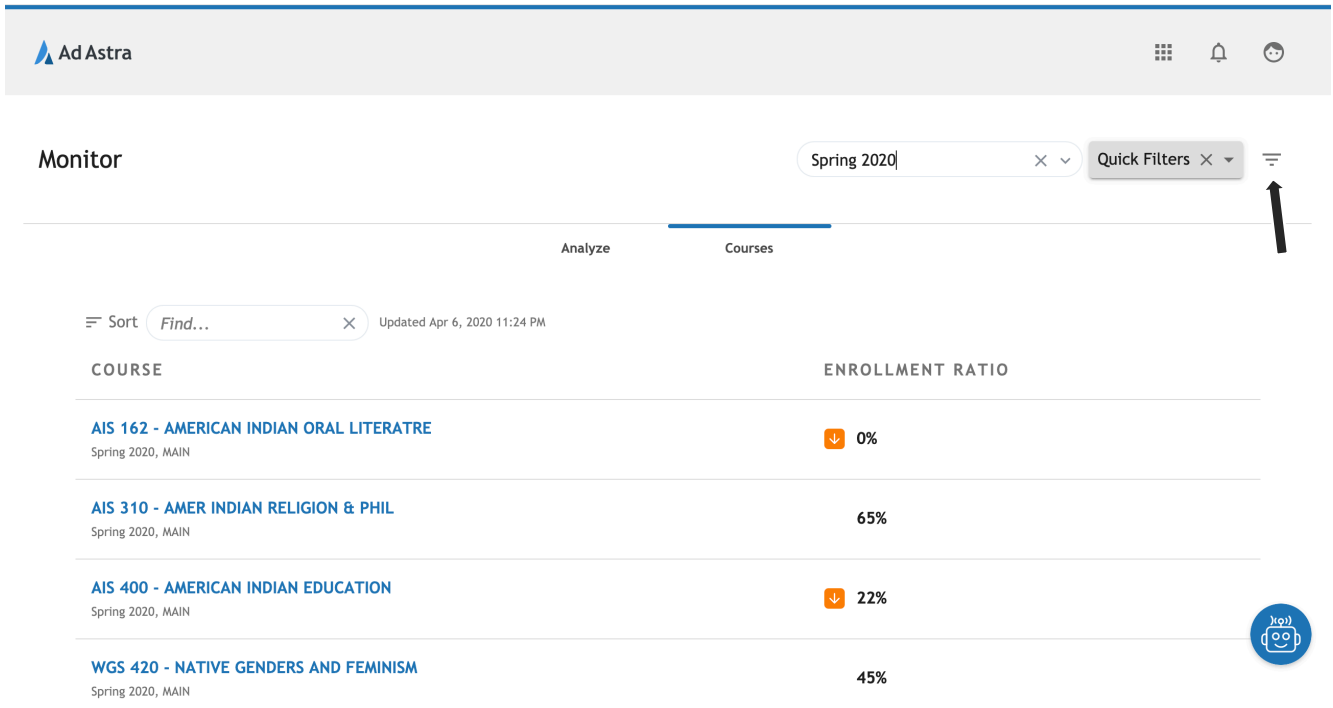 Ad Astra
Monitor
Spring 2020
Quick Filters
Analyze
Courses
Sort
Find...
Updated Apr 6, 2020 11:24 PM
COURSE
ENROLLMENT RATIO
AIS 162 - AMERICAN INDIAN ORAL LITERATRE
Spring 2020, MAIN
0%
AIS 310 - AMER INDIAN RELIGION & PHIL
Spring 2020, MAIN
65%
AIS 400 - AMERICAN INDIAN EDUCATION
Spring 2020, MAIN
22%
WGS 420 - NATIVE GENDERS AND FEMINISM
Spring 2020, MAIN
45%